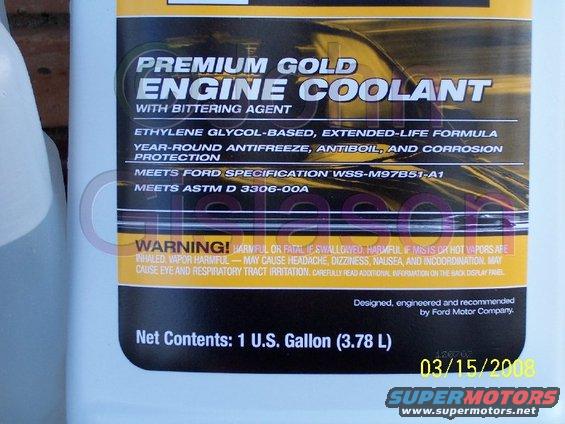 PREMIUM GOLD
ENGINE COOLANT
WITH BITTERING AGENT
ETHYLENE GLYCOL-BASED, EXTENDED-LIFE FORMULA
YEAR-ROUND ANTIFREEZE, ANTIBOIL, AND CORROSION
PROTECTION
MEETS FORD SPECIFICATION WSS-M97B51-A1
MEETS ASTM D 3306-00A
Gislason
WARNING! HARMFUL OR FATAL IF SWALLOWED. HARMFUL IF MISTS OR HOT VAPORS ARE
INHALED. VAPOR HARMFUL — MAY CAUSE HEADACHE, DIZZINESS, NAUSEA, AND INCOORDINATION. MAY
CAUSE EYE AND RESPIRATORY TRACT IRRITATION. CAREFULLY READ ADDITIONAL INFORMATION ON THE BACK DISPLAY PANEL.
Designed, engineered and recommended
by Ford Motor Company.
Net Contents: 1 U.S. Gallon (3.78 L)
03/15/2008
SUPERMOTORS
www.supermotors.net